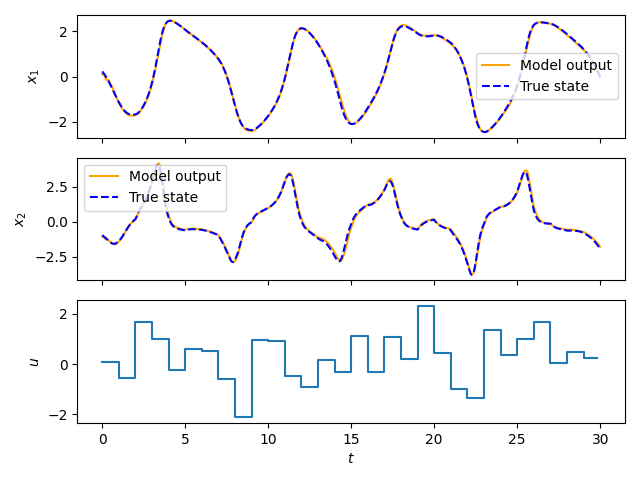 2
0
−2
x₁
Model output
True state
2.5
0.0
−2.5
x₂
Model output
True state
2
0
−2
u
0
5
10
15
20
25
30
t